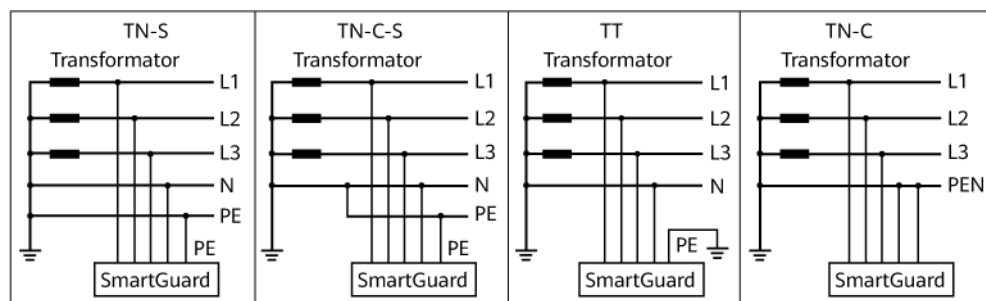 TN-S
Transformator
L1
L2
L3
N
PE
PE
SmartGuard
TN-C-S
Transformator
L1
L2
L3
N
PE
PE
SmartGuard
TT
Transformator
L1
L2
L3
N
PE
SmartGuard
TN-C
Transformator
L1
L2
L3
PEN
SmartGuard